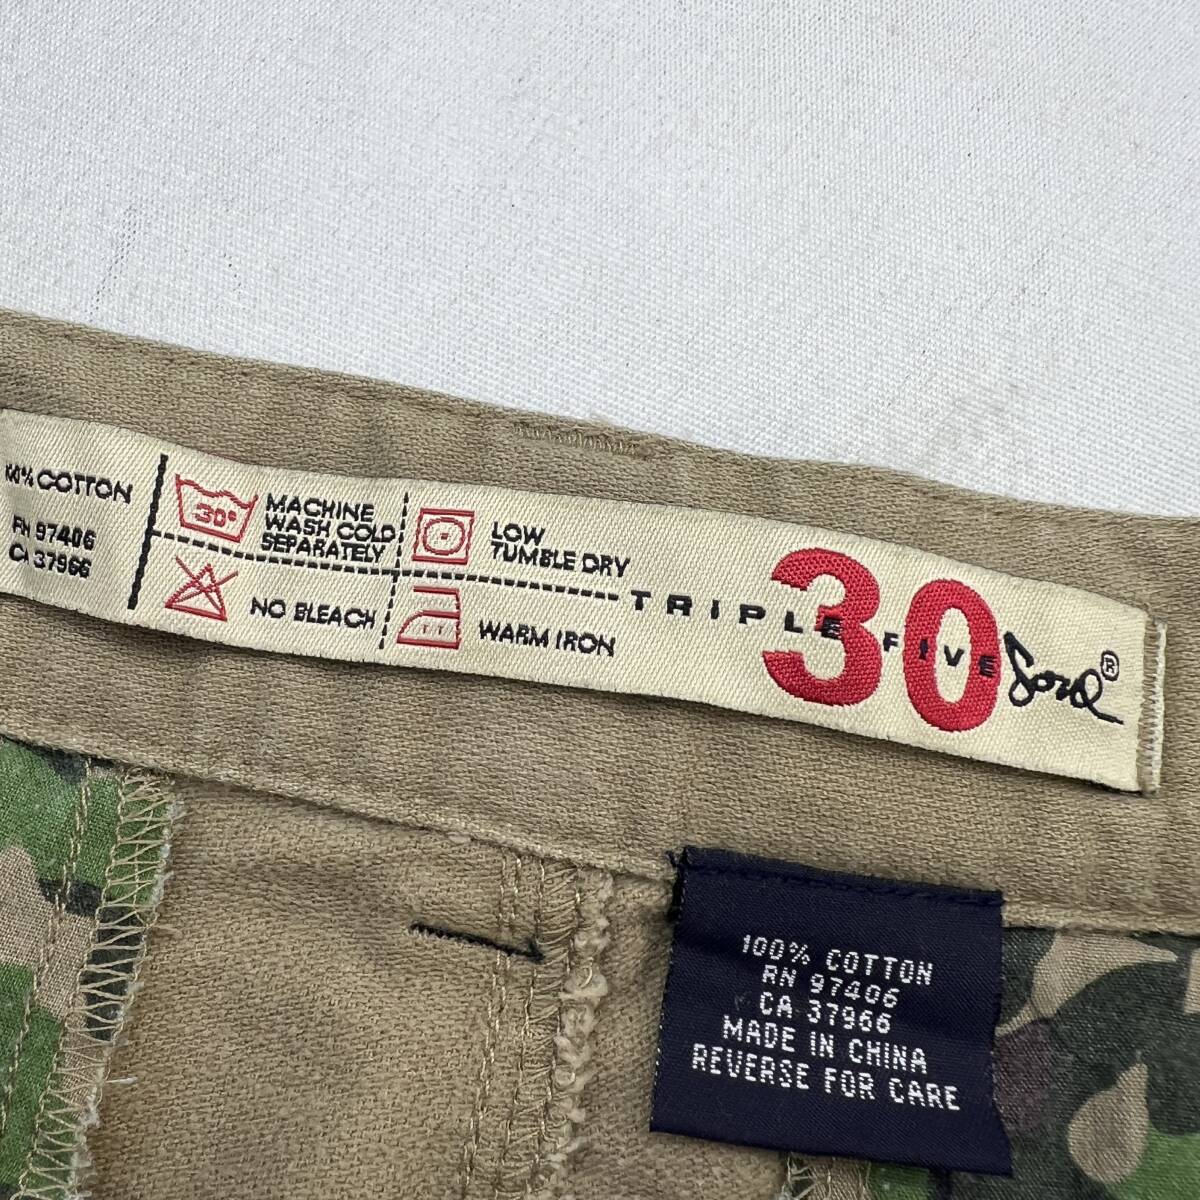 100% COTTON
RN 97406
CA 37966
30°
MACHINE
WASH COLD
SEPARATELY
NO BLEACH
LOW
TUMBLE DRY
WARM IRON
30
TRIPLE FIVE Soul®
100% COTTON
RN 97406
CA 37966
MADE IN CHINA
REVERSE FOR CARE